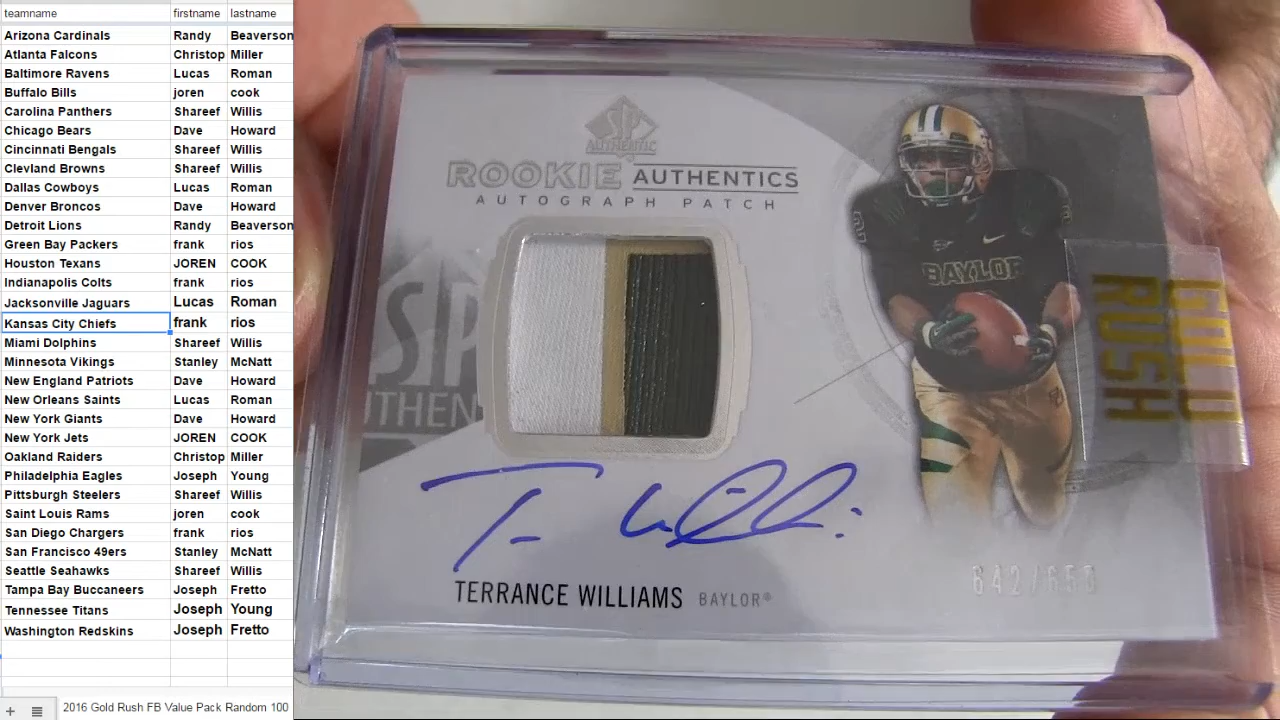 teamname firstname lastname
Arizona Cardinals Randy Beaverson
Atlanta Falcons Christop Miller
Baltimore Ravens Lucas Roman
Buffalo Bills joren cook
Carolina Panthers Shareef Willis
Chicago Bears Dave Howard
Cincinnati Bengals Shareef Willis
Clevland Browns Shareef Willis
Dallas Cowboys Lucas Roman
Denver Broncos Dave Howard
Detroit Lions Randy Beaverson
Green Bay Packers frank rios
Houston Texans JOREN COOK
Indianapolis Colts frank rios
Jacksonville Jaguars Lucas Roman
Kansas City Chiefs frank rios
Miami Dolphins Shareef Willis
Minnesota Vikings Stanley McNatt
New England Patriots Dave Howard
New Orleans Saints Lucas Roman
New York Giants Dave Howard
New York Jets JOREN COOK
Oakland Raiders Christop Miller
Philadelphia Eagles Joseph Young
Pittsburgh Steelers Shareef Willis
Saint Louis Rams joren cook
San Diego Chargers frank rios
San Francisco 49ers Stanley McNatt
Seattle Seahawks Shareef Willis
Tampa Bay Buccaneers Joseph Fretto
Tennessee Titans Joseph Young
Washington Redskins Joseph Fretto
2016 Gold Rush FB Value Pack Random 100
SP
AUTHENTIC
ROOKIE AUTHENTICS
AUTOGRAPH PATCH
SP
UTHEN
BAYLOR
GOLD
RUSH
TERRANCE WILLIAMS BAYLOR®